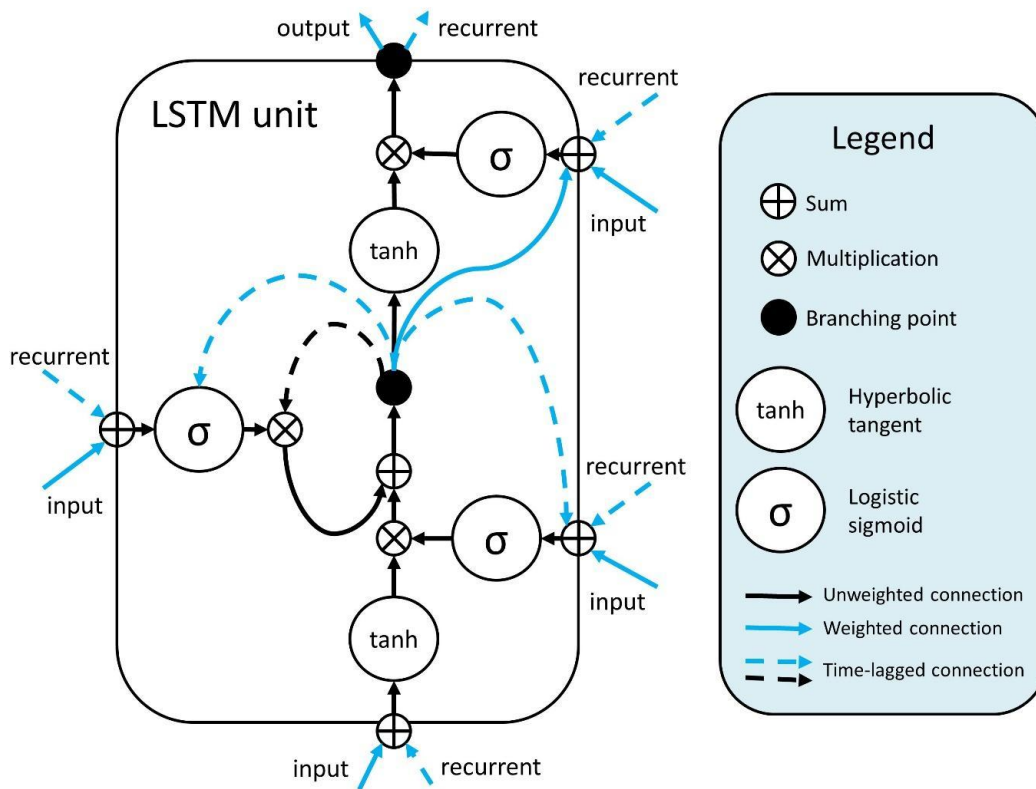 output
recurrent
recurrent
LSTM unit
σ
input
tanh
recurrent
σ
input
recurrent
σ
input
tanh
input
recurrent
Legend
Sum
Multiplication
Branching point
tanh
Hyperbolic
tangent
σ
Logistic
sigmoid
Unweighted connection
Weighted connection
Time-lagged connection